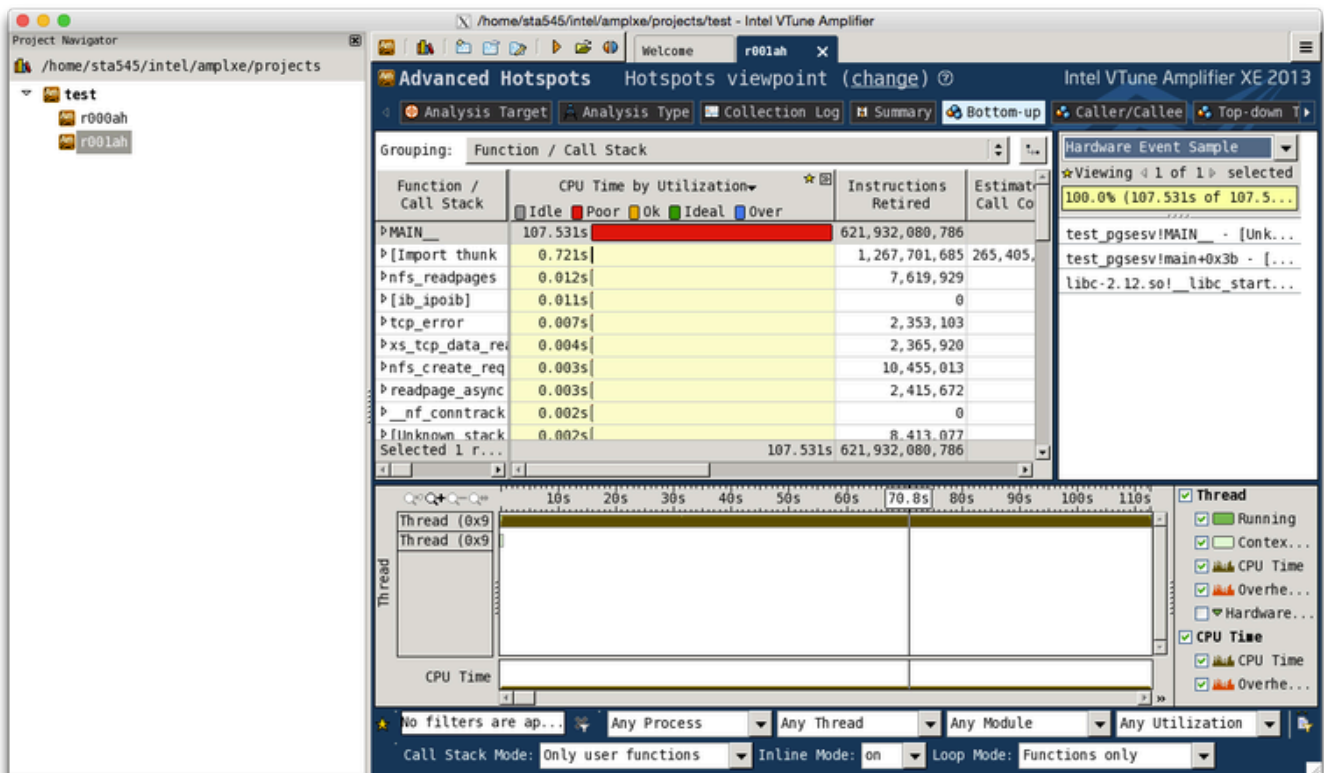 /home/sta545/intel/amplxe/projects/test - Intel VTune Amplifier
Project Navigator
/home/sta545/intel/amplxe/projects
test
r000ah
r001ah
Welcome r001ah X
Advanced Hotspots Hotspots viewpoint (change) Intel VTune Amplifier XE 2013
Analysis Target Analysis Type Collection Log Summary Bottom-up Caller/Callee Top-down T
Grouping: Function / Call Stack
Function / Call Stack CPU Time by Utilization Instructions Retired Estimate Call Co
Idle Poor Ok Ideal Over
MAIN__ 107.531s 621,932,080,786
[Import thunk 0.721s 1,267,701,685 265,405,
nfs_readpages 0.012s 7,619,929
[ib_ipoib] 0.011s 0
tcp_error 0.007s 2,353,103
xs_tcp_data_rea 0.004s 2,365,920
nfs_create_req 0.003s 10,455,013
readpage_async 0.003s 2,415,672
__nf_conntrack 0.002s 0
[Unknown stack 0.002s 8,413,077
Selected 1 r... 107.531s 621,932,080,786
Hardware Event Sample
Viewing 1 of 1 selected
100.0% (107.531s of 107.5...
test_pgsesv!MAIN__ - [Unk...
test_pgsesv!main+0x3b - [...
libc-2.12.so!__libc_start...
10s 20s 30s 40s 50s 60s 70.8s 80s 90s 100s 110s
Thread (0x9
Thread (0x9
Thread
CPU Time
Thread
Running
Contex...
CPU Time
Overhe...
Hardware...
CPU Time
CPU Time
Overhe...
No filters are ap... Any Process Any Thread Any Module Any Utilization
Call Stack Mode: Only user functions Inline Mode: on Loop Mode: Functions only